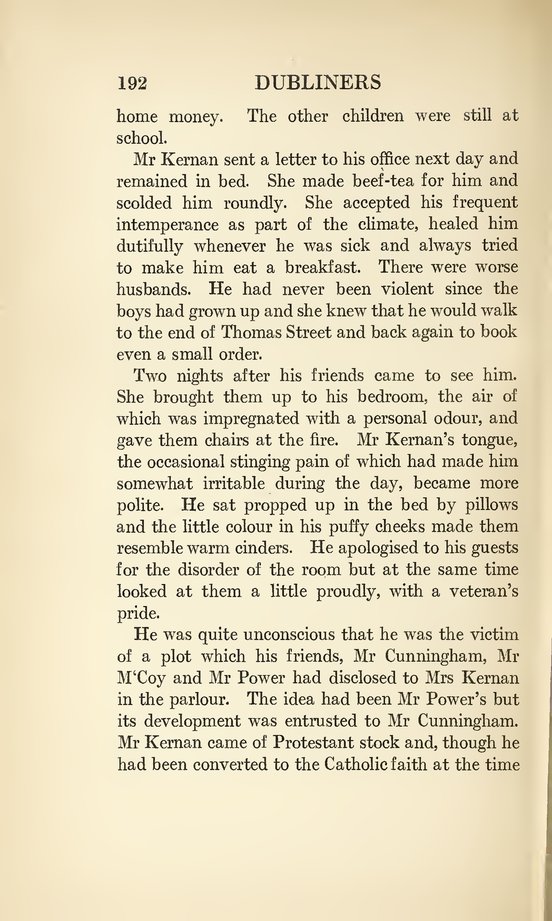 192 DUBLINERS
home money. The other children were still at
school.
Mr Kernan sent a letter to his office next day and
remained in bed. She made beef-tea for him and
scolded him roundly. She accepted his frequent
intemperance as part of the climate, healed him
dutifully whenever he was sick and always tried
to make him eat a breakfast. There were worse
husbands. He had never been violent since the
boys had grown up and she knew that he would walk
to the end of Thomas Street and back again to book
even a small order.
Two nights after his friends came to see him.
She brought them up to his bedroom, the air of
which was impregnated with a personal odour, and
gave them chairs at the fire. Mr Kernan's tongue,
the occasional stinging pain of which had made him
somewhat irritable during the day, became more
polite. He sat propped up in the bed by pillows
and the little colour in his puffy cheeks made them
resemble warm cinders. He apologised to his guests
for the disorder of the room but at the same time
looked at them a little proudly, with a veteran's
pride.
He was quite unconscious that he was the victim
of a plot which his friends, Mr Cunningham, Mr
M‘Coy and Mr Power had disclosed to Mrs Kernan
in the parlour. The idea had been Mr Power's but
its development was entrusted to Mr Cunningham.
Mr Kernan came of Protestant stock and, though he
had been converted to the Catholic faith at the time